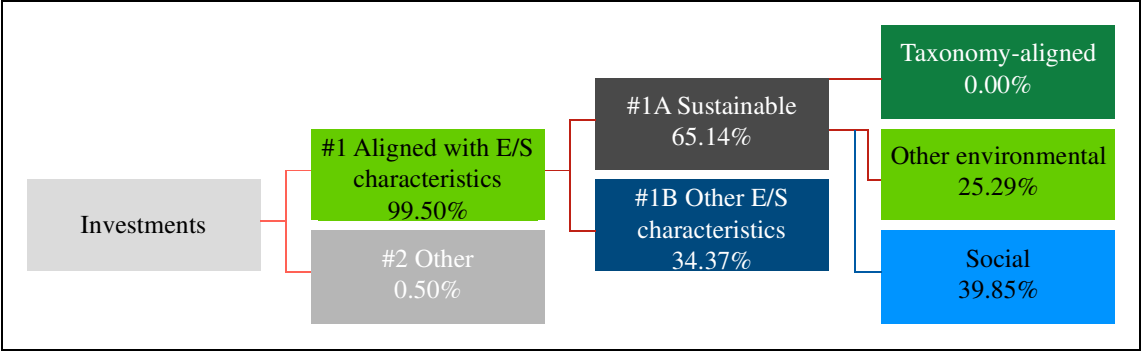 Investments
#1 Aligned with E/S
characteristics
99.50%
#2 Other
0.50%
#1A Sustainable
65.14%
#1B Other E/S
characteristics
34.37%
Taxonomy-aligned
0.00%
Other environmental
25.29%
Social
39.85%